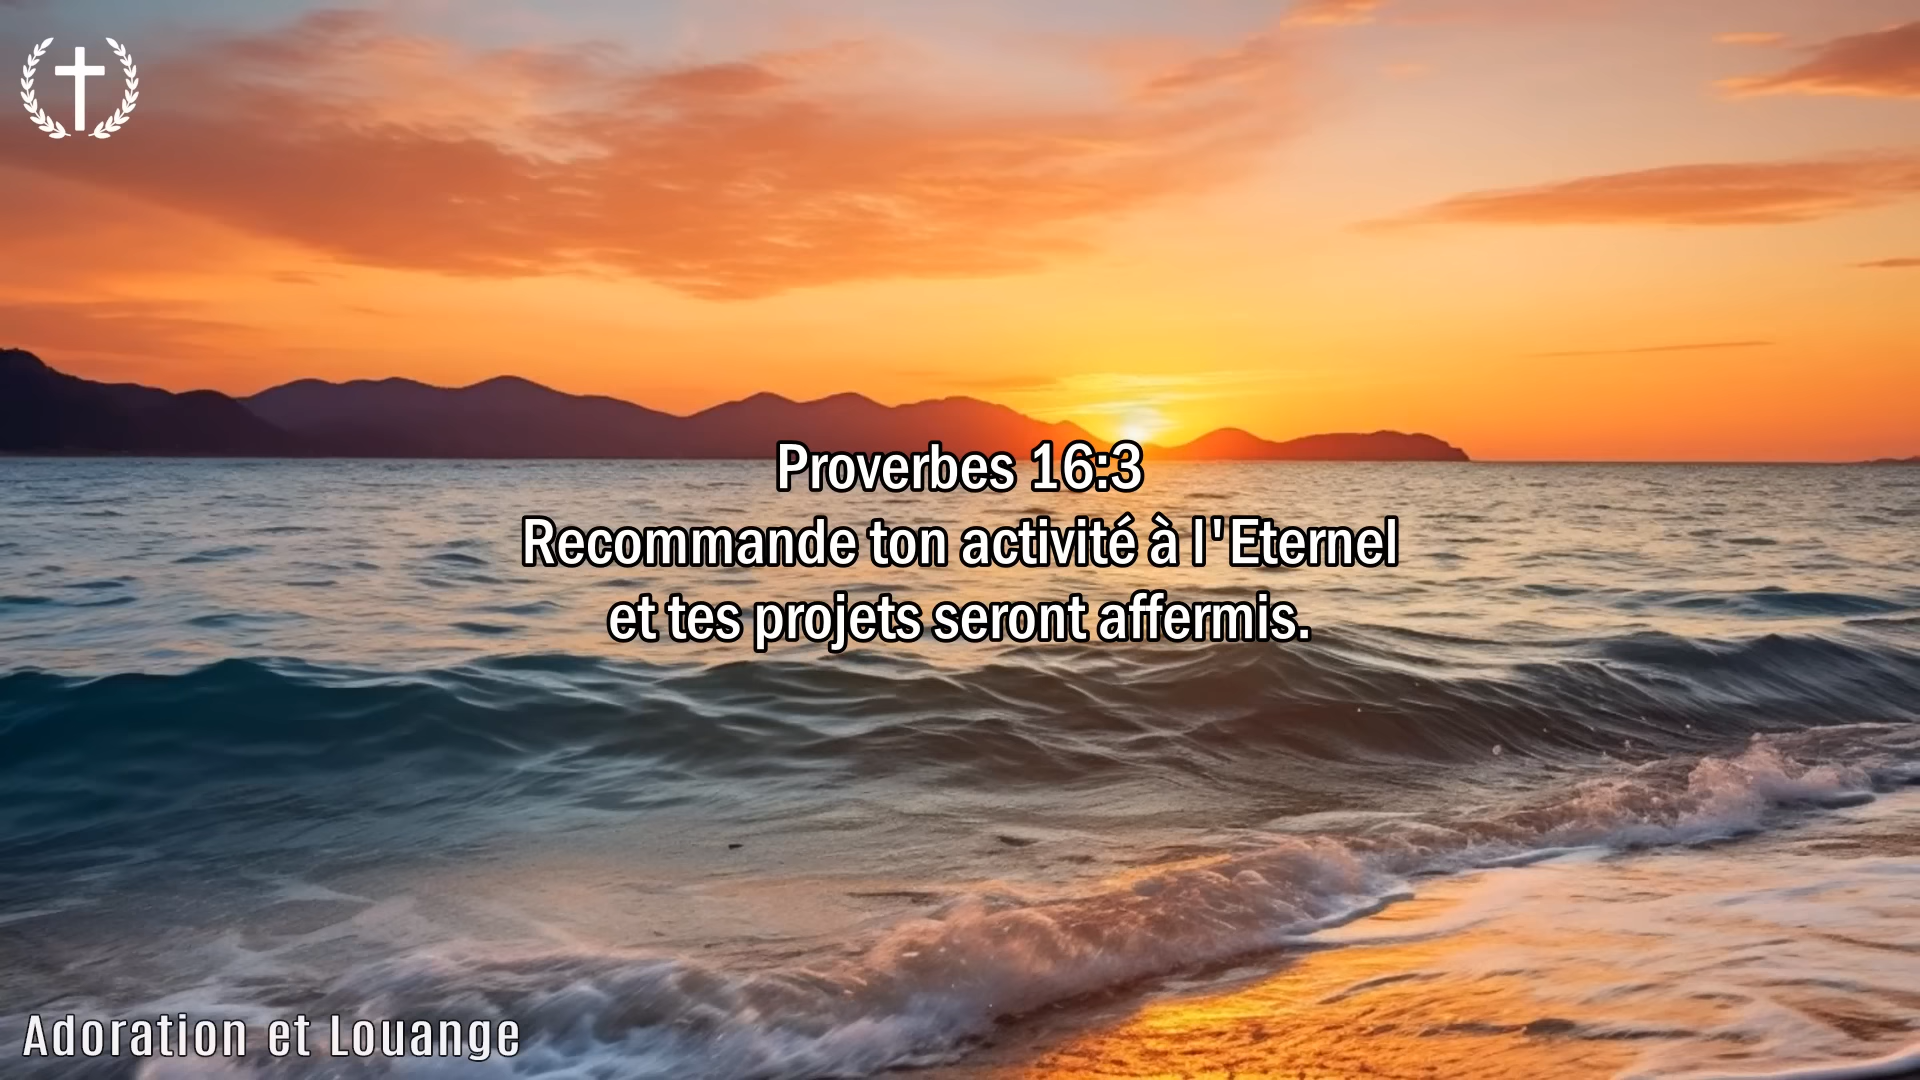 Proverbes 16:3
Recommande ton activité à l'Eternel
et tes projets seront affermis.
Adoration et Louange